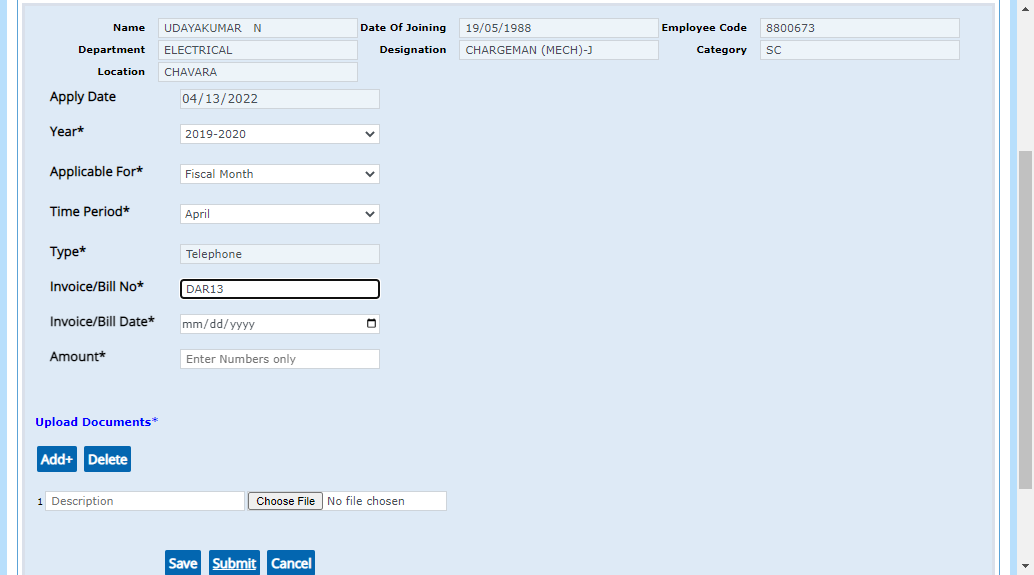 Name UDAYAKUMAR N Date Of Joining 19/05/1988 Employee Code 8800673
Department ELECTRICAL Designation CHARGEMAN (MECH)-J Category SC
Location CHAVARA
Apply Date 04/13/2022
Year* 2019-2020
Applicable For* Fiscal Month
Time Period* April
Type* Telephone
Invoice/Bill No* DAR13
Invoice/Bill Date* mm/dd/yyyy
Amount* Enter Numbers only
Upload Documents*
Add+ Delete
1 Description Choose File No file chosen
Save Submit Cancel